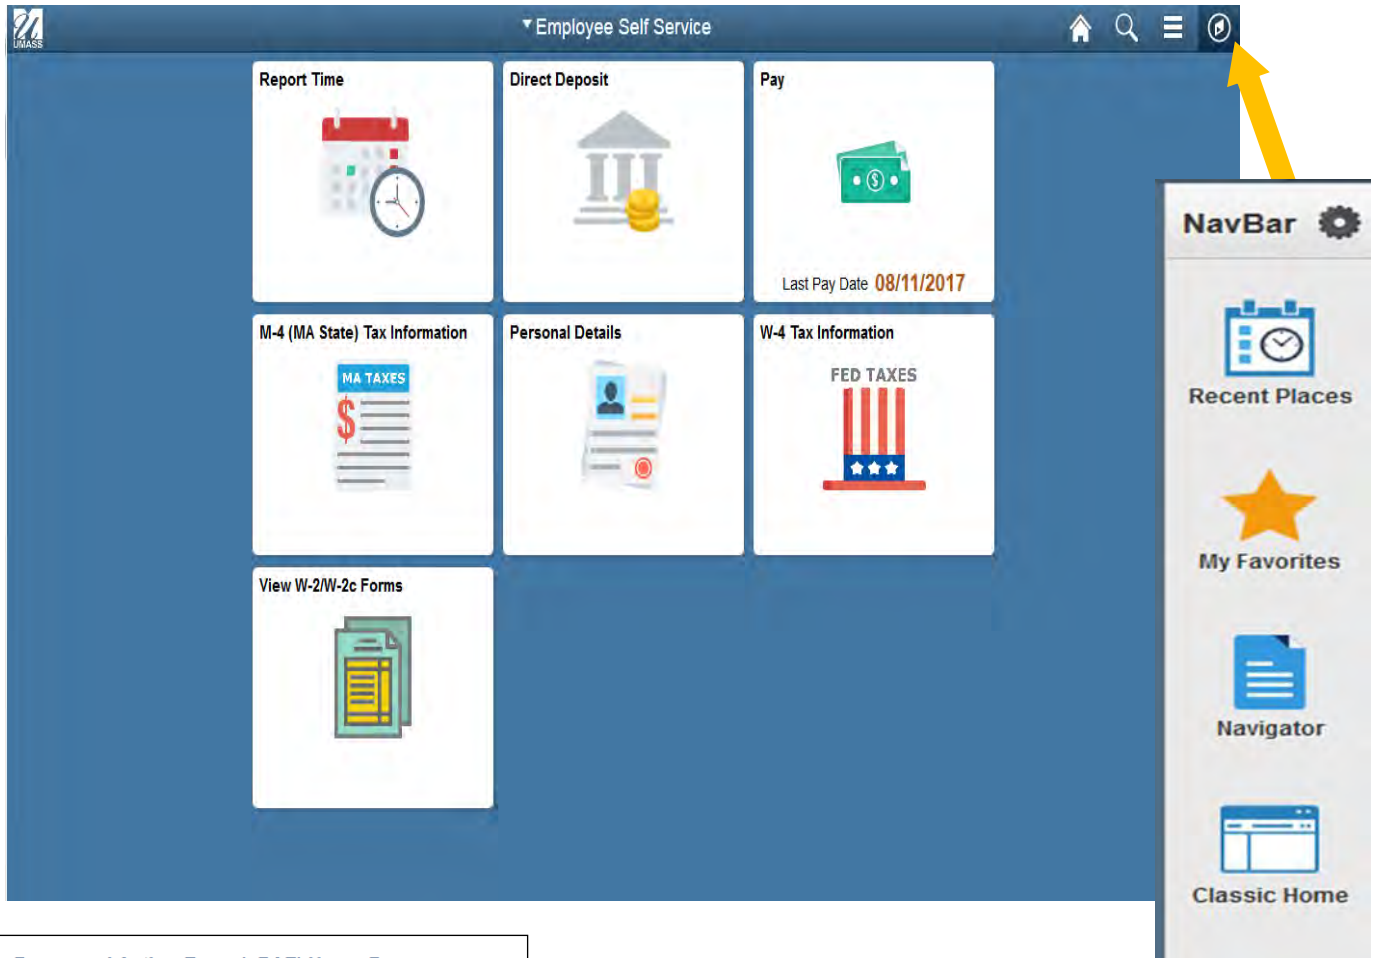 UMASS
Employee Self Service
Report Time
Direct Deposit
Pay
Last Pay Date 08/11/2017
M-4 (MA State) Tax Information
MA TAXES
$
Personal Details
W-4 Tax Information
FED TAXES
View W-2/W-2c Forms
NavBar
Recent Places
My Favorites
Navigator
Classic Home